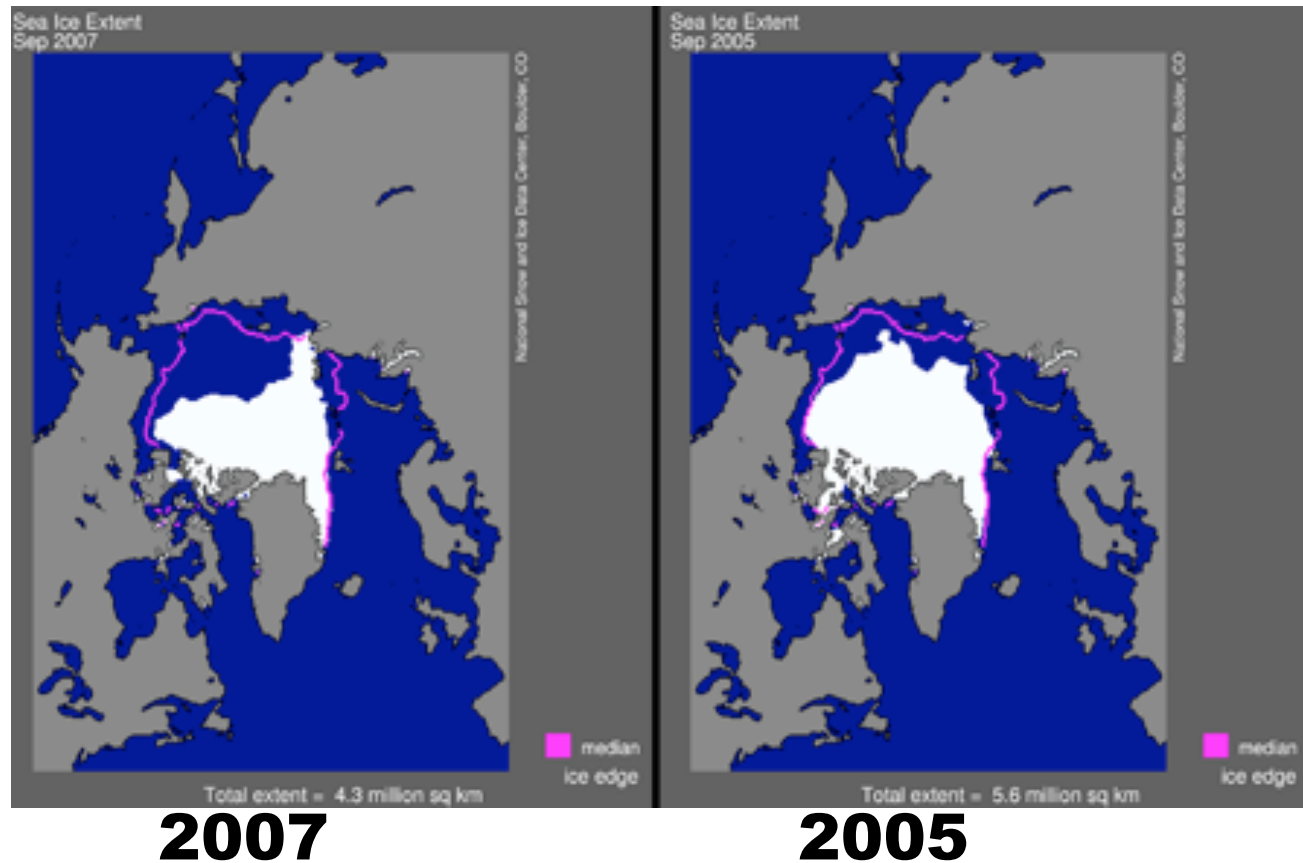 Sea Ice Extent
Sep 2007
National Snow and Ice Data Center, Boulder, CO
median
ice edge
Total extent = 4.3 million sq km
2007
Sea Ice Extent
Sep 2005
National Snow and Ice Data Center, Boulder, CO
median
ice edge
Total extent = 5.6 million sq km
2005